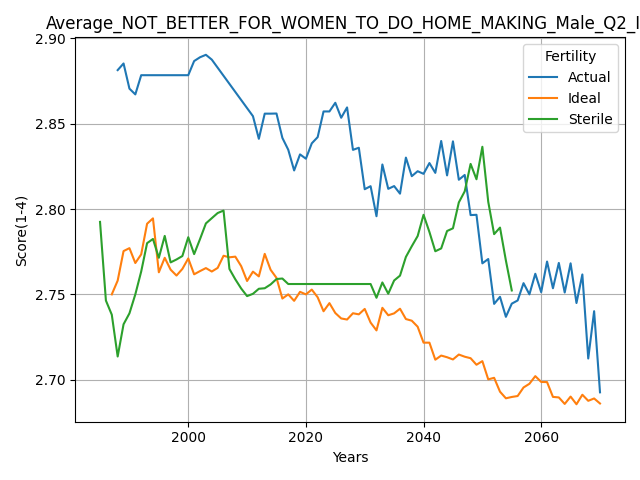 Average_NOT_BETTER_FOR_WOMEN_TO_DO_HOME_MAKING_Male_Q2_I
2.90
2.85
2.80
2.75
2.70
Score(1-4)
Fertility
Actual
Ideal
Sterile
2000
2020
2040
2060
Years